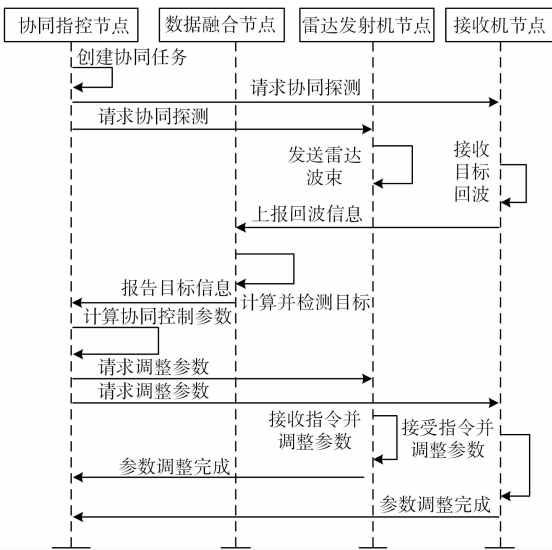 协同指控节点
数据融合节点
雷达发射机节点
接收机节点
创建协同任务
请求协同探测
请求协同探测
发送雷达
波束
接收
目标
回波
上报回波信息
报告目标信息
计算并检测目标
计算协同控制参数
请求调整参数
请求调整参数
接收指令并
调整参数
接受指令并
调整参数
参数调整完成
参数调整完成